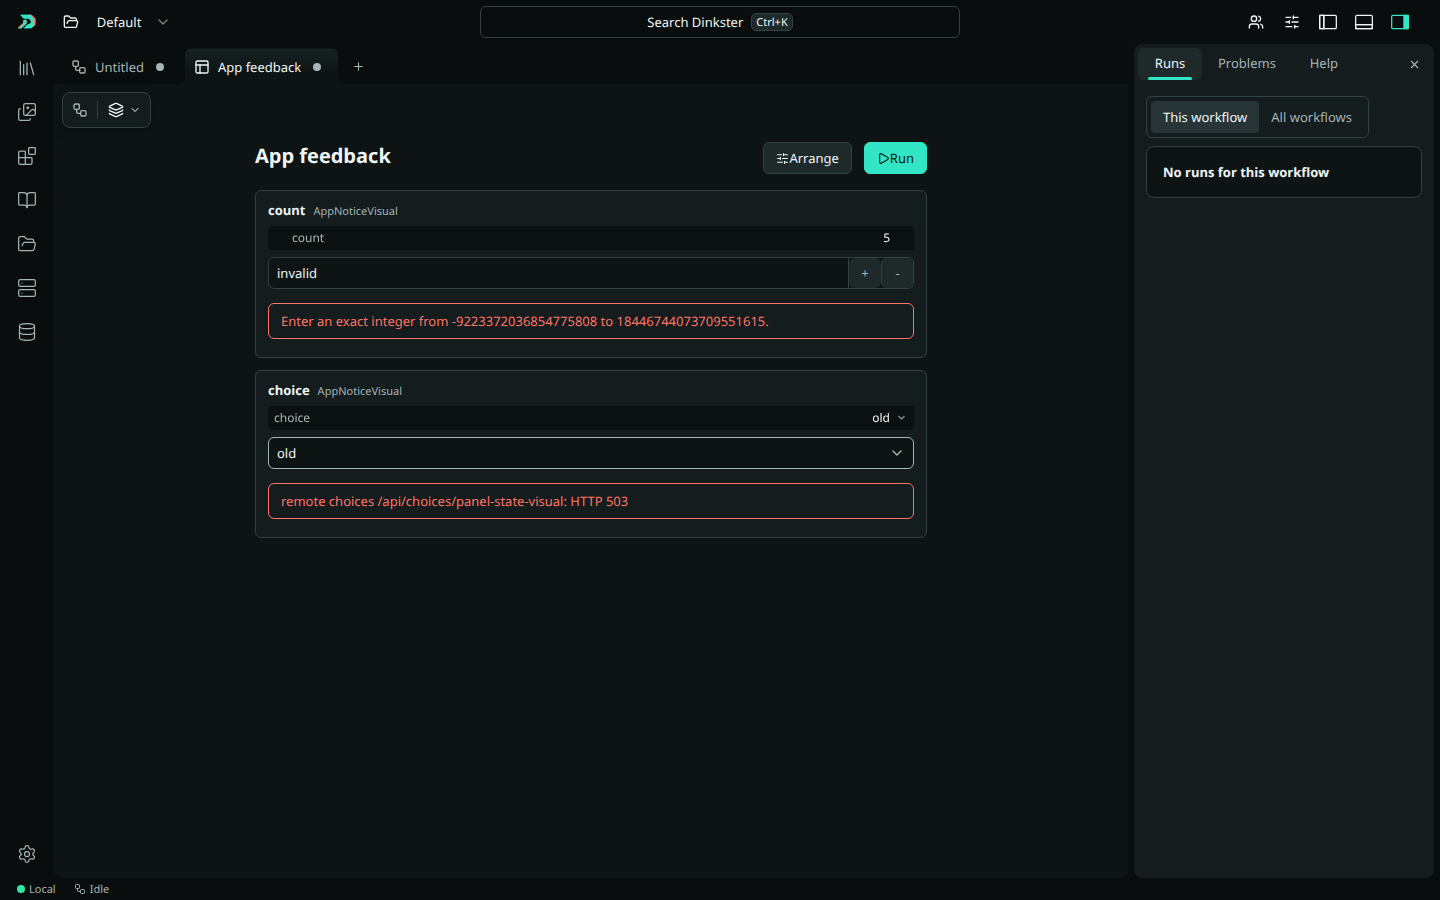 Default
Search Dinkster Ctrl+K
Untitled
App feedback
Runs
Problems
Help
This workflow
All workflows
No runs for this workflow
App feedback
Arrange
Run
count AppNoticeVisual
count 5
invalid + -
Enter an exact integer from -9223372036854775808 to 18446744073709551615.
choice AppNoticeVisual
choice old
old
remote choices /api/choices/panel-state-visual: HTTP 503
Local
Idle